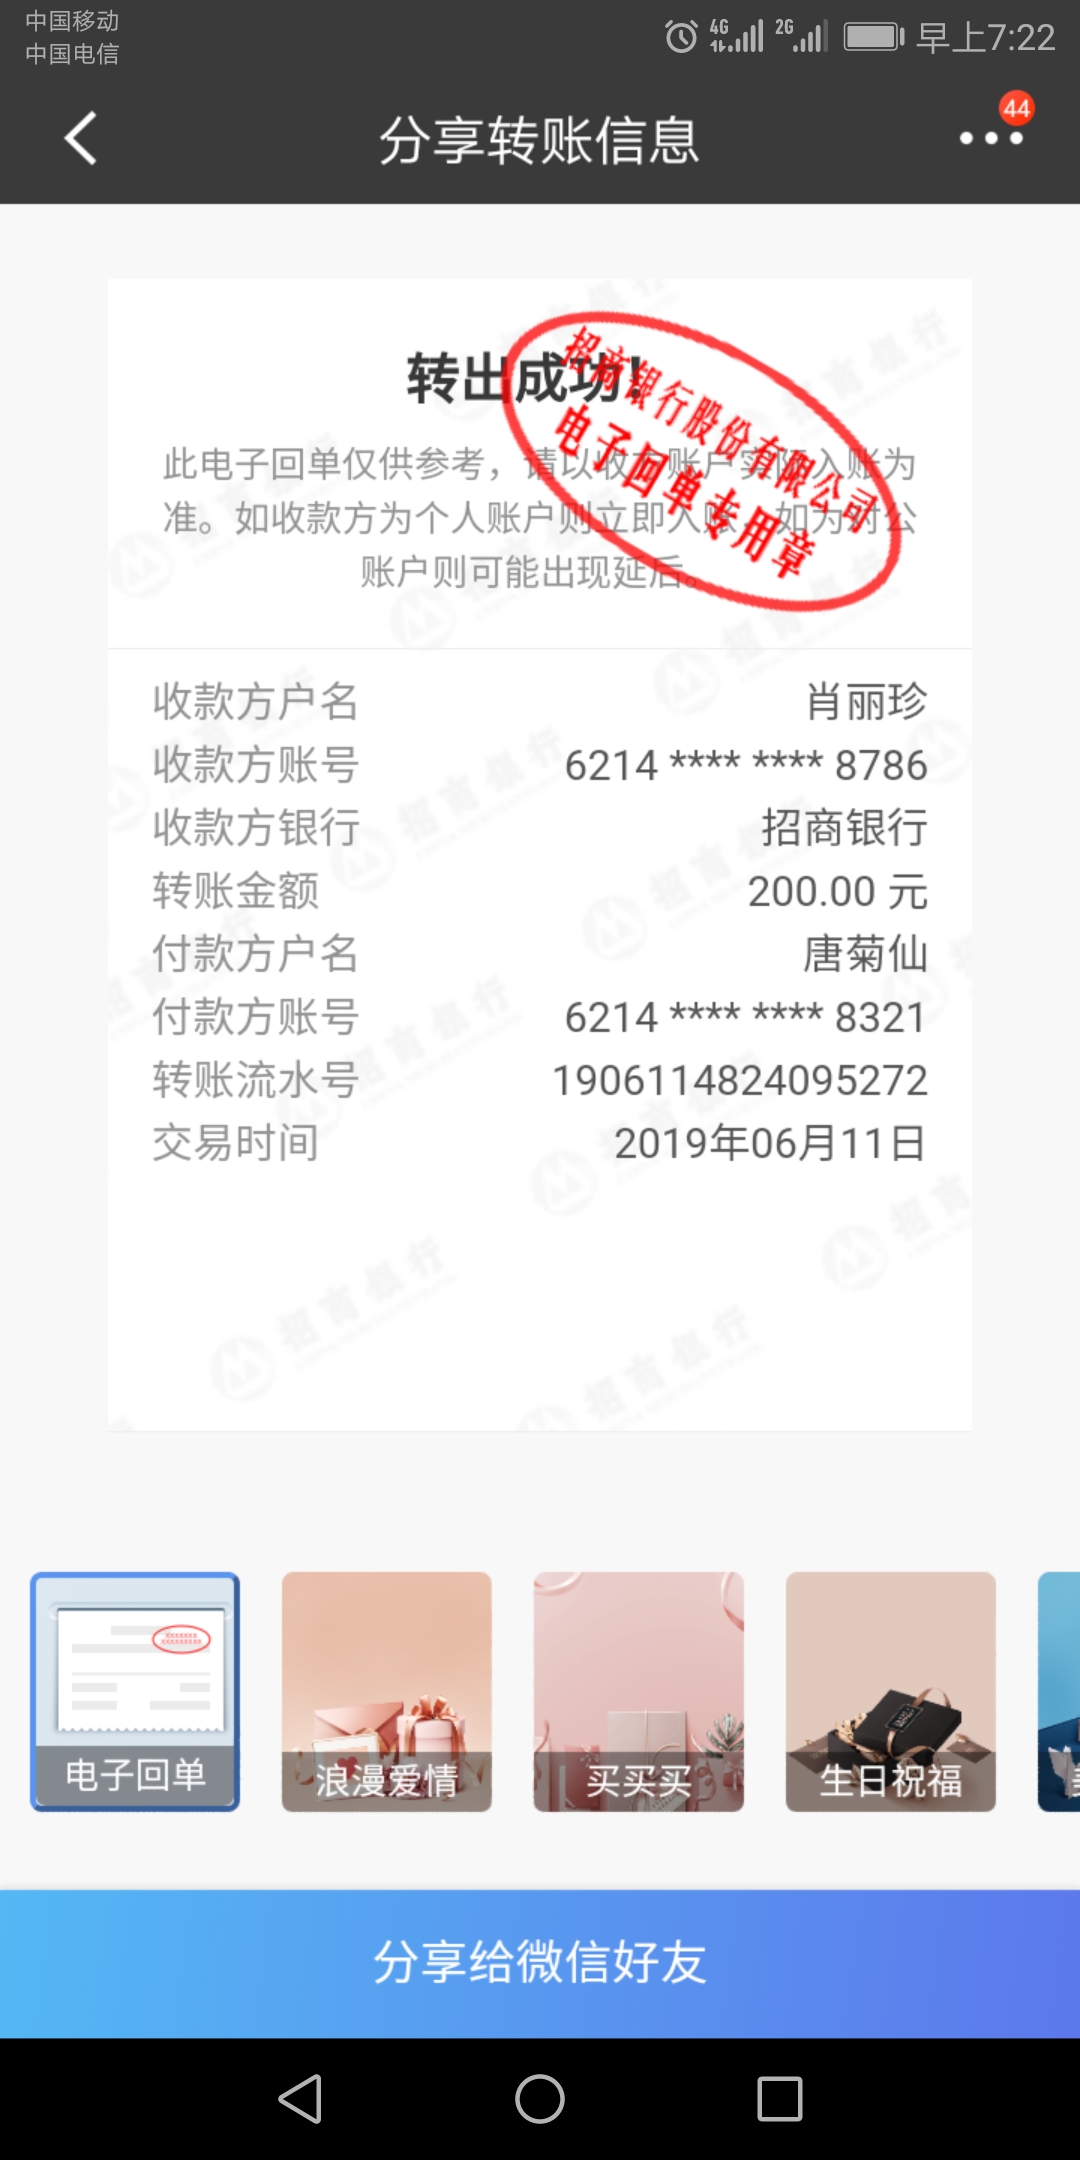 中国移动
中国电信
4G
2G
早上7:22
分享转账信息
44
转出成功!
招商银行股份有限公司
电子回单专用章
此电子回单仅供参考，请以收方账户实际入账为
准。如收款方为个人账户则立即入账，如为对公
账户则可能出现延后。
收款方户名 肖丽珍
收款方账号 6214 **** **** 8786
收款方银行 招商银行
转账金额 200.00 元
付款方户名 唐菊仙
付款方账号 6214 **** **** 8321
转账流水号 1906114824095272
交易时间 2019年06月11日
招商银行
电子回单
浪漫爱情
买买买
生日祝福
分享给微信好友